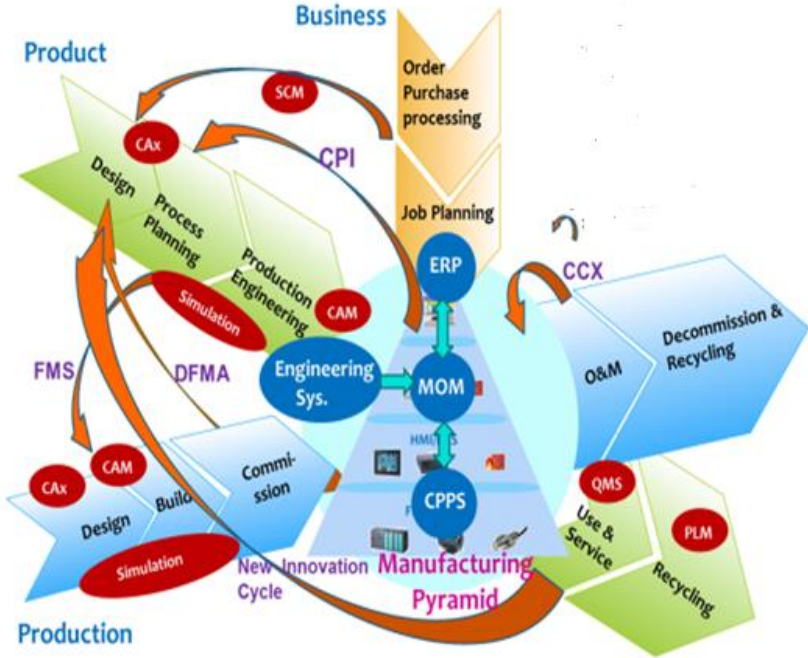 Business
Product
Order
Purchase
processing
SCM
CAx
CPI
Design
Process
Planning
Job Planning
Production
Engineering
ERP
CCX
Simulation
CAM
Decommission &
Recycling
O&M
FMS
DFMA
Engineering
Sys.
MOM
CAM
CAx
Commi-
ssion
Build
Design
QMS
CPPS
Use &
Service
PLM
Recycling
Simulation
New Innovation
Cycle
Manufacturing
Pyramid
Production